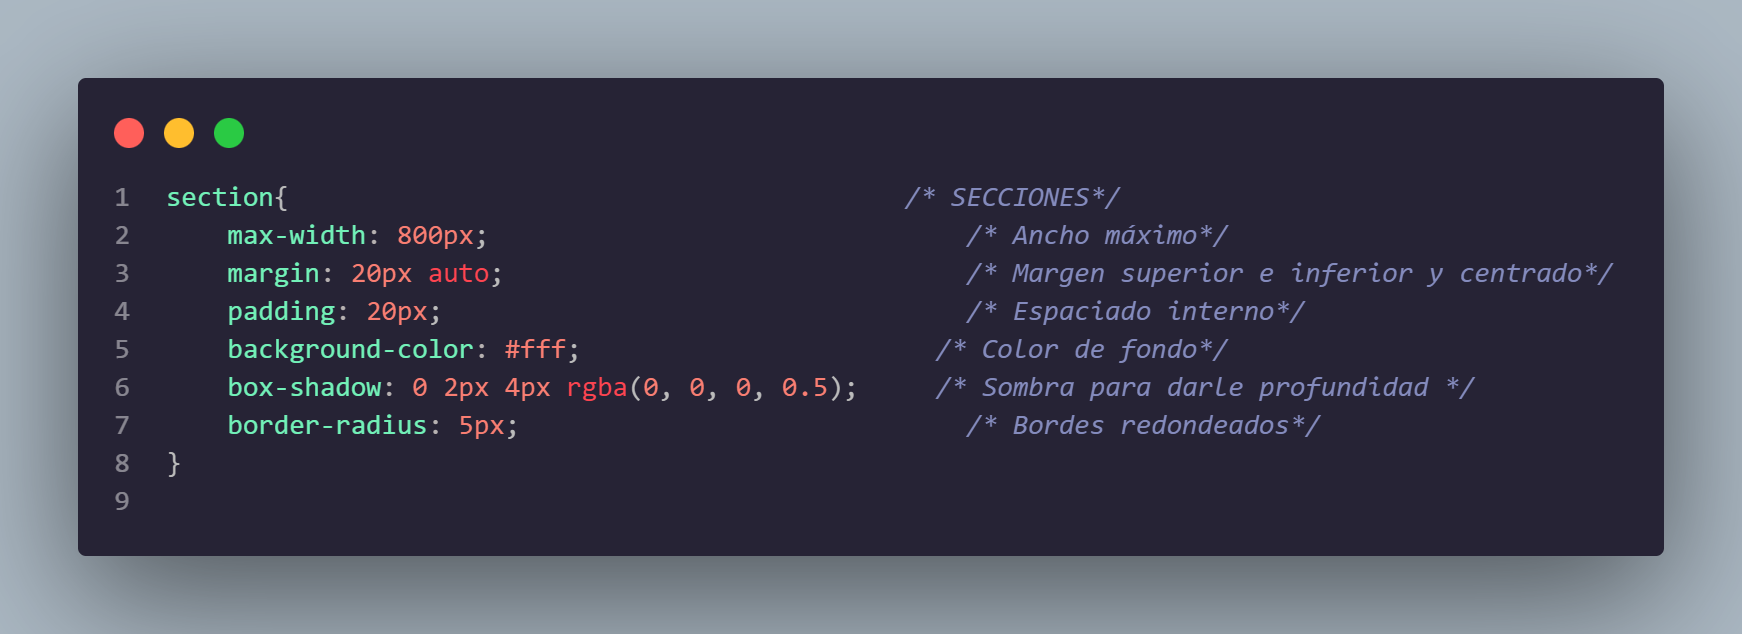 1 section{ /* SECCIONES*/
2 max-width: 800px; /* Ancho máximo*/
3 margin: 20px auto; /* Margen superior e inferior y centrado*/
4 padding: 20px; /* Espaciado interno*/
5 background-color: #fff; /* Color de fondo*/
6 box-shadow: 0 2px 4px rgba(0, 0, 0, 0.5); /* Sombra para darle profundidad */
7 border-radius: 5px; /* Bordes redondeados*/
8 }
9